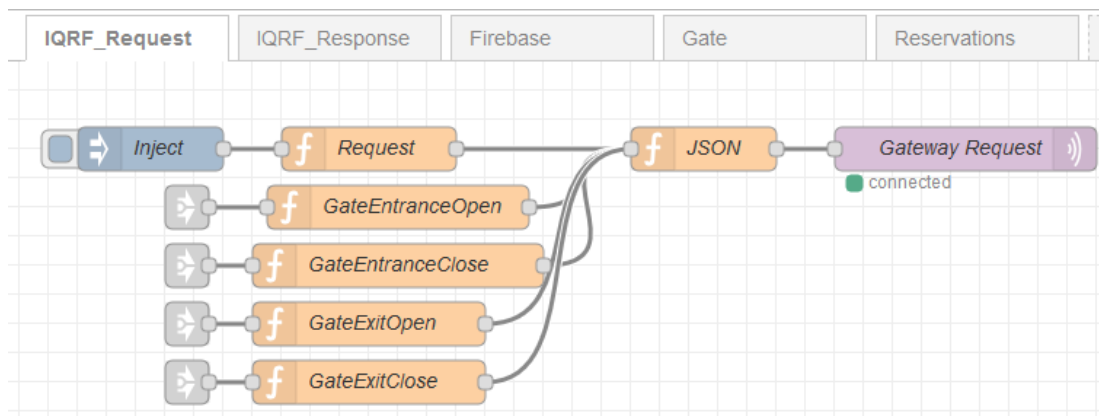 IQRF_Request
IQRF_Response
Firebase
Gate
Reservations
Inject
Request
JSON
Gateway Request
connected
GateEntranceOpen
GateEntranceClose
GateExitOpen
GateExitClose